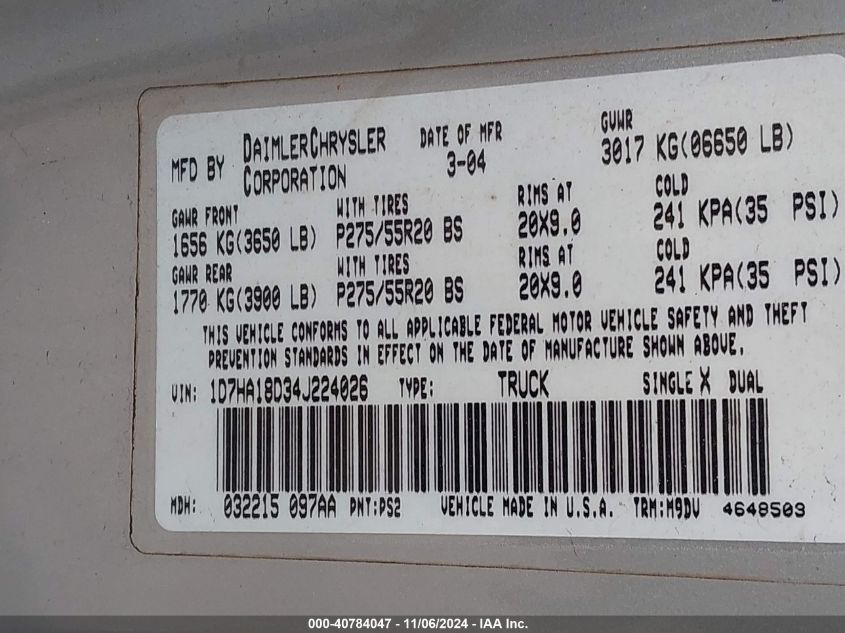 MFD BY DAIMLERCHRYSLER CORPORATION DATE OF MFR 3-04 GVWR 3017 KG(06650 LB)
GAWR FRONT WITH TIRES RIMS AT COLD
1656 KG(3650 LB) P275/55R20 BS 20X9.0 241 KPA(35 PSI)
GAWR REAR WITH TIRES RIMS AT COLD
1770 KG(3900 LB) P275/55R20 BS 20X9.0 241 KPA(35 PSI)
THIS VEHICLE CONFORMS TO ALL APPLICABLE FEDERAL MOTOR VEHICLE SAFETY AND THEFT
PREVENTION STANDARDS IN EFFECT ON THE DATE OF MANUFACTURE SHOWN ABOVE.
VIN: 1D7HA18D34J224026 TYPE: TRUCK SINGLE X DUAL
MDH: 032215 097AA PNT:PS2 VEHICLE MADE IN U.S.A. TRM:M9DV 4648503
000-40784047 - 11/06/2024 - IAA Inc.